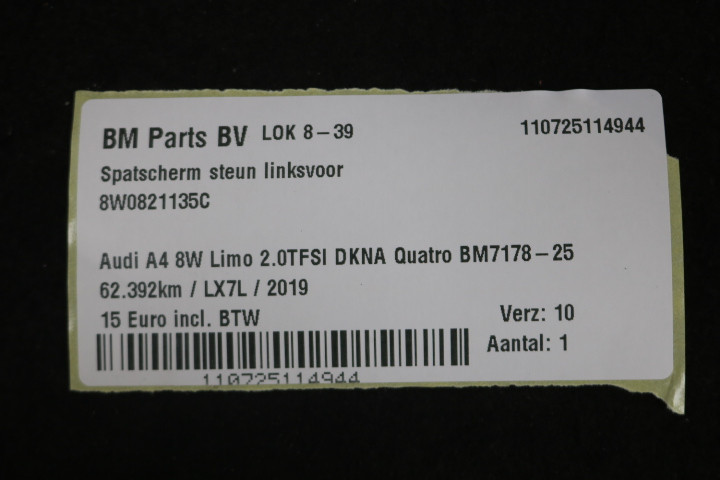 BM Parts BV LOK 8-39 110725114944
Spatscherm steun linksvoor
8W0821135C
Audi A4 8W Limo 2.0TFSI DKNA Quatro BM7178-25
62.392km / LX7L / 2019
15 Euro incl. BTW Verz: 10
Aantal: 1
110725114944